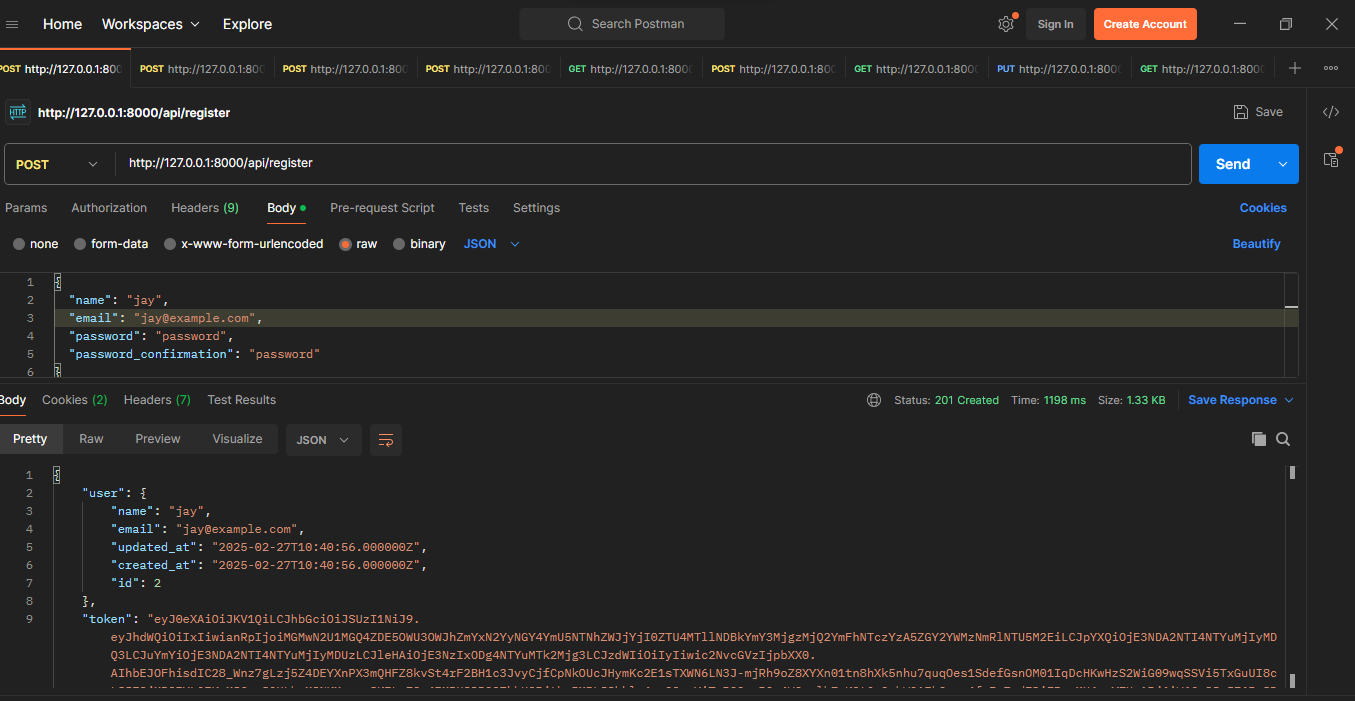 Home Workspaces Explore Search Postman Sign In Create Account
POST http://127.0.0.1:800 POST http://127.0.0.1:800 POST http://127.0.0.1:800 POST http://127.0.0.1:800 GET http://127.0.0.1:800 POST http://127.0.0.1:800 GET http://127.0.0.1:800 PUT http://127.0.0.1:800 GET http://127.0.0.1:800
HTTP http://127.0.0.1:8000/api/register Save
POST http://127.0.0.1:8000/api/register Send
Params Authorization Headers (9) Body Pre-request Script Tests Settings Cookies
none form-data x-www-form-urlencoded raw binary JSON Beautify
1 {
2 "name": "jay",
3 "email": "jay@example.com",
4 "password": "password",
5 "password_confirmation": "password"
6 }
Body Cookies (2) Headers (7) Test Results Status: 201 Created Time: 1198 ms Size: 1.33 KB Save Response
Pretty Raw Preview Visualize JSON
1 {
2 "user": {
3 "name": "jay",
4 "email": "jay@example.com",
5 "updated_at": "2025-02-27T10:40:56.000000Z",
6 "created_at": "2025-02-27T10:40:56.000000Z",
7 "id": 2
8 },
9 "token": "eyJ0eXAiOiJKV1QiLCJhbGciOiJSUzI1NiJ9.